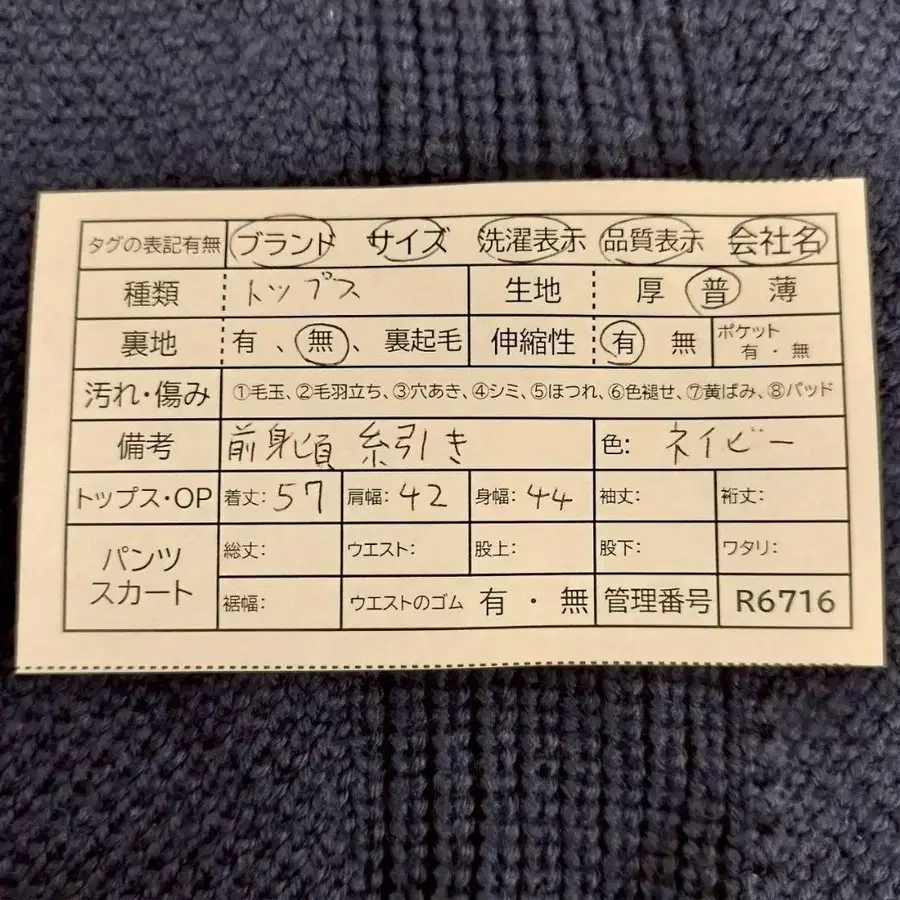 タグの表記有無 ブランド サイズ 洗濯表示 品質表示 会社名
種類 トップス 生地 厚 普 薄
裏地 有 、 無 、 裏起毛 伸縮性 有 無 ポケット 有 ・ 無
汚れ・傷み ①毛玉、②毛羽立ち、③穴あき、④シミ、⑤ほつれ、⑥色褪せ、⑦黄ばみ、⑧パッド
備考 前身頃 糸引き 色: ネイビー
トップス・OP 着丈: 57 肩幅: 42 身幅: 44 袖丈: 裄丈:
パンツ スカート 総丈: ウエスト: 股上: 股下: ワタリ:
裾幅: ウエストのゴム 有 ・ 無 管理番号 R6716